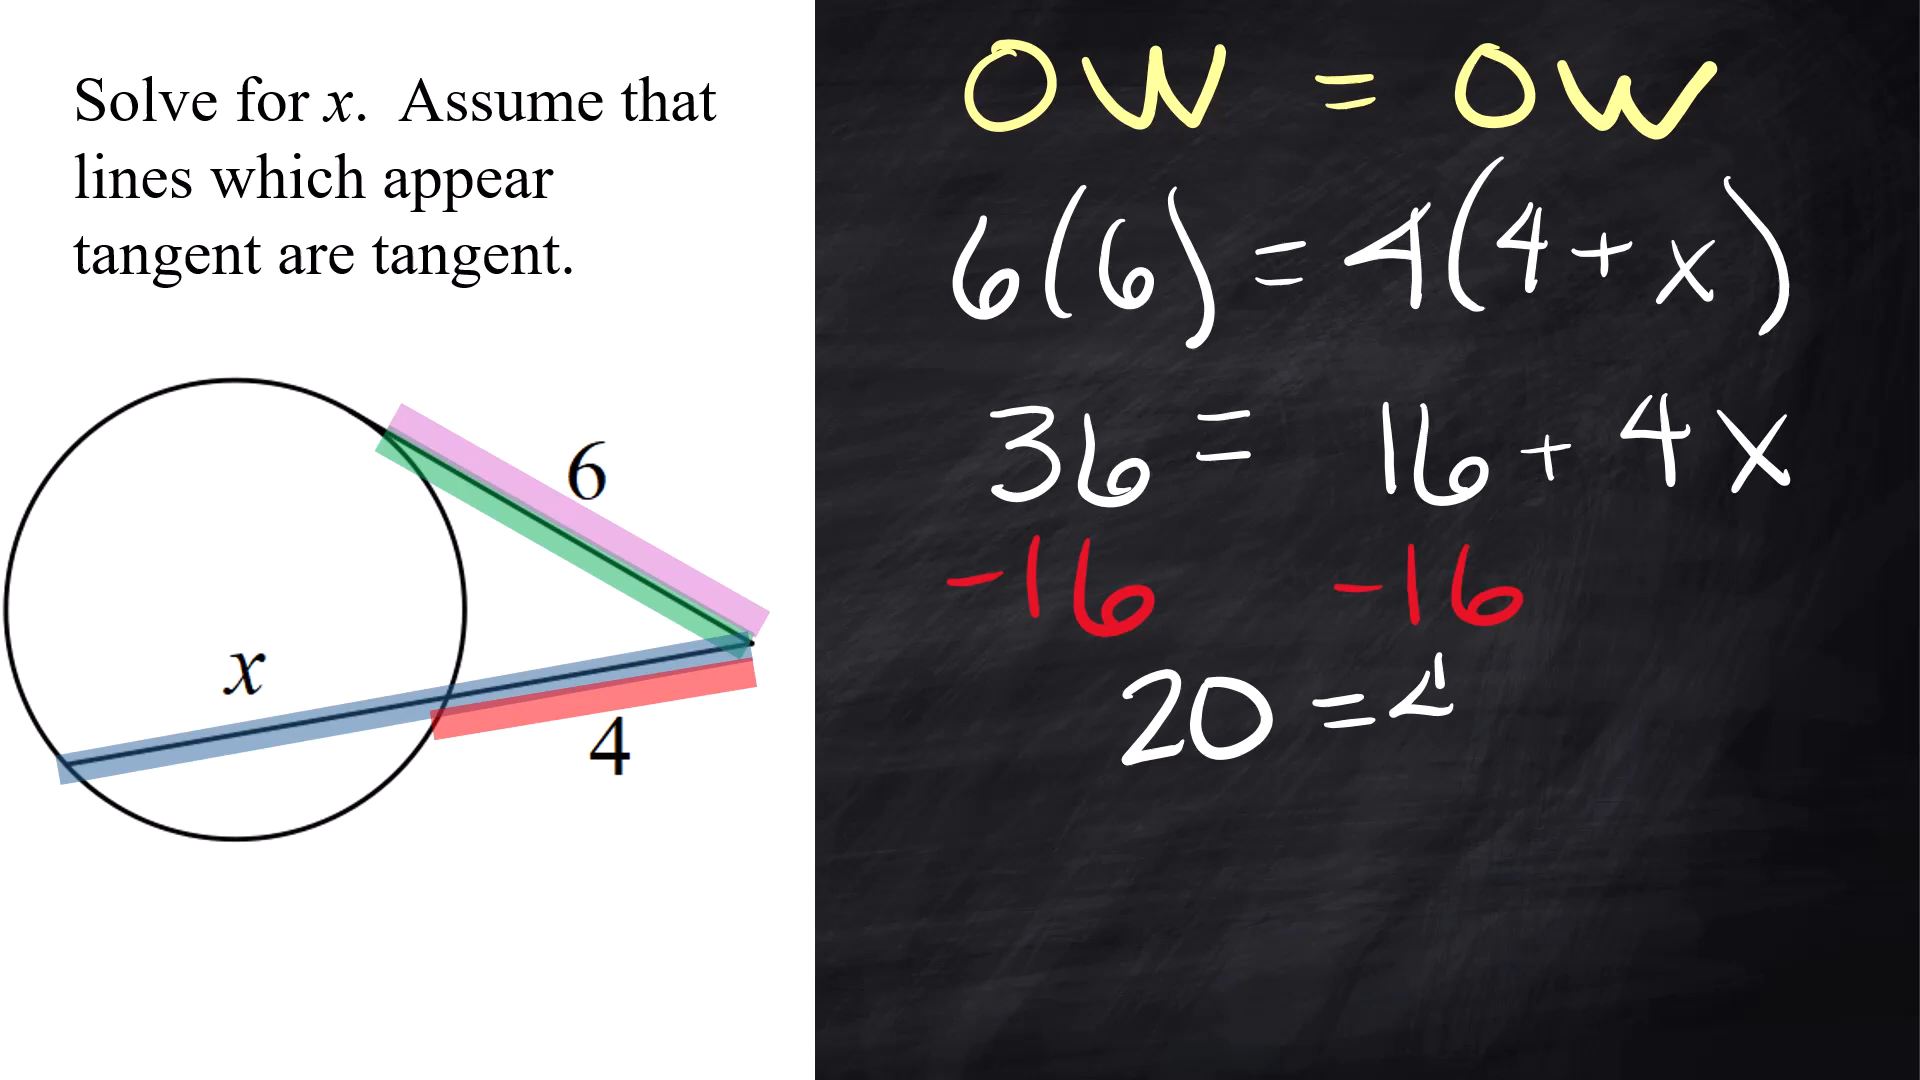 Solve for x. Assume that
lines which appear
tangent are tangent.
6
x
4
OW = OW
6(6) = 4(4 + x)
36 = 16 + 4x
-16 -16
20 = 4